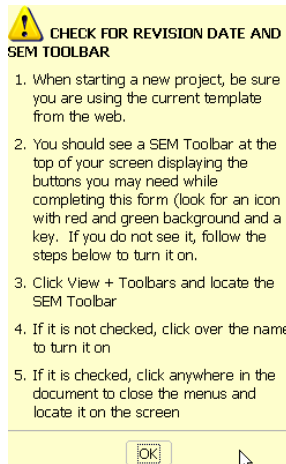 CHECK FOR REVISION DATE AND
SEM TOOLBAR
1. When starting a new project, be sure
you are using the current template
from the web.
2. You should see a SEM Toolbar at the
top of your screen displaying the
buttons you may need while
completing this form (look for an icon
with red and green background and a
key. If you do not see it, follow the
steps below to turn it on.
3. Click View + Toolbars and locate the
SEM Toolbar
4. If it is not checked, click over the name
to turn it on
5. If it is checked, click anywhere in the
document to close the menus and
locate it on the screen
OK